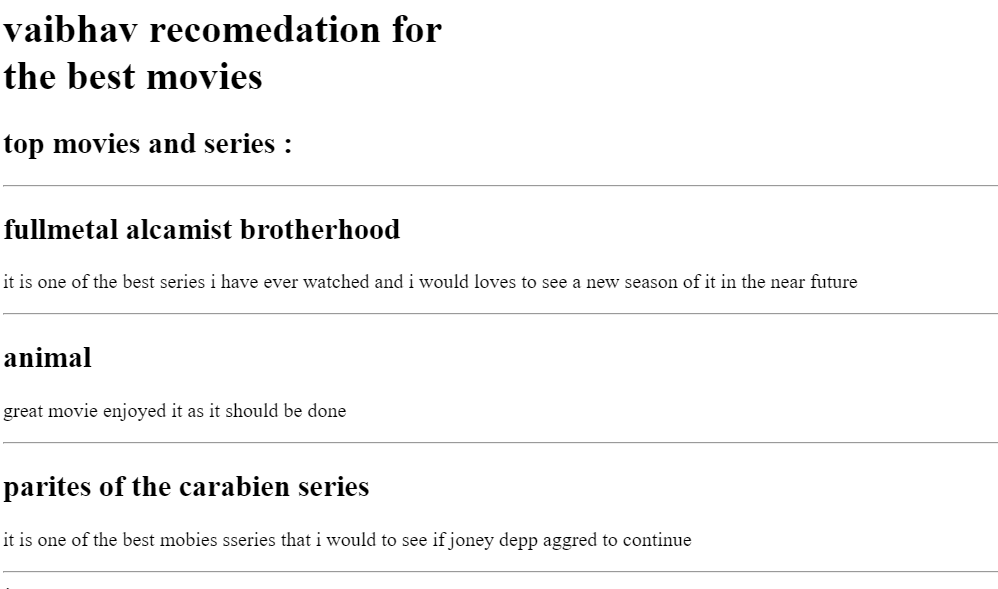 vaibhav recomedation for
the best movies
top movies and series :
fullmetal alcamist brotherhood
it is one of the best series i have ever watched and i would loves to see a new season of it in the near future
animal
great movie enjoyed it as it should be done
parites of the carabien series
it is one of the best mobies sseries that i would to see if joney depp aggred to continue